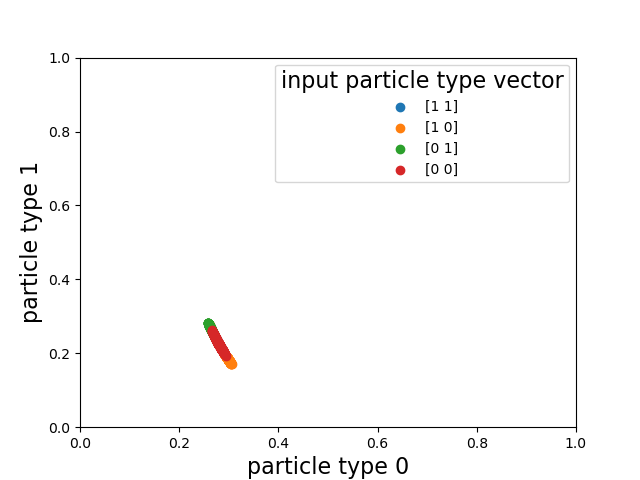 input particle type vector
[1 1]
[1 0]
[0 1]
[0 0]
1.0
0.8
0.6
0.4
0.2
0.0
particle type 1
0.0 0.2 0.4 0.6 0.8 1.0
particle type 0